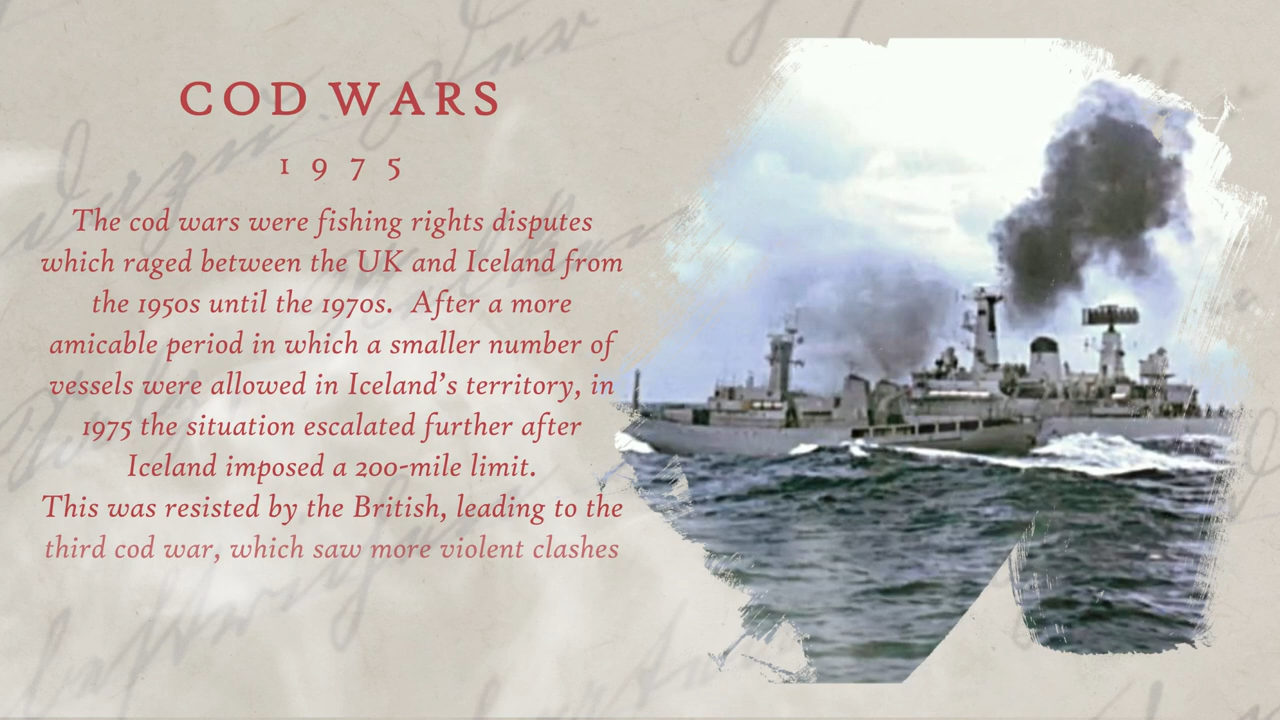 COD WARS
1975
The cod wars were fishing rights disputes
which raged between the UK and Iceland from
the 1950s until the 1970s.  After a more
amicable period in which a smaller number of
vessels were allowed in Iceland’s territory, in
1975 the situation escalated further after
Iceland imposed a 200-mile limit.
This was resisted by the British, leading to the
third cod war, which saw more violent clashes